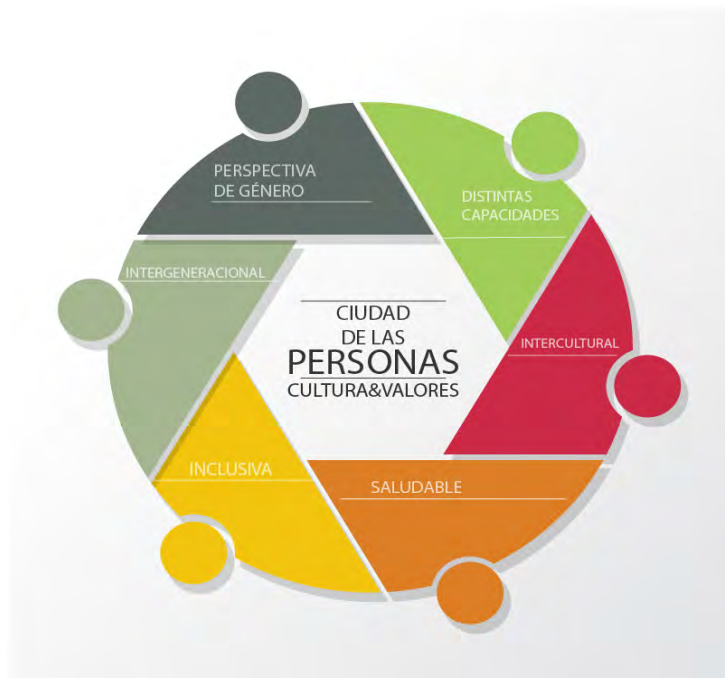 PERSPECTIVA
DE GÉNERO
DISTINTAS
CAPACIDADES
INTERGENERACIONAL
CIUDAD
DE LAS
PERSONAS
CULTURA&VALORES
INTERCULTURAL
INCLUSIVA
SALUDABLE